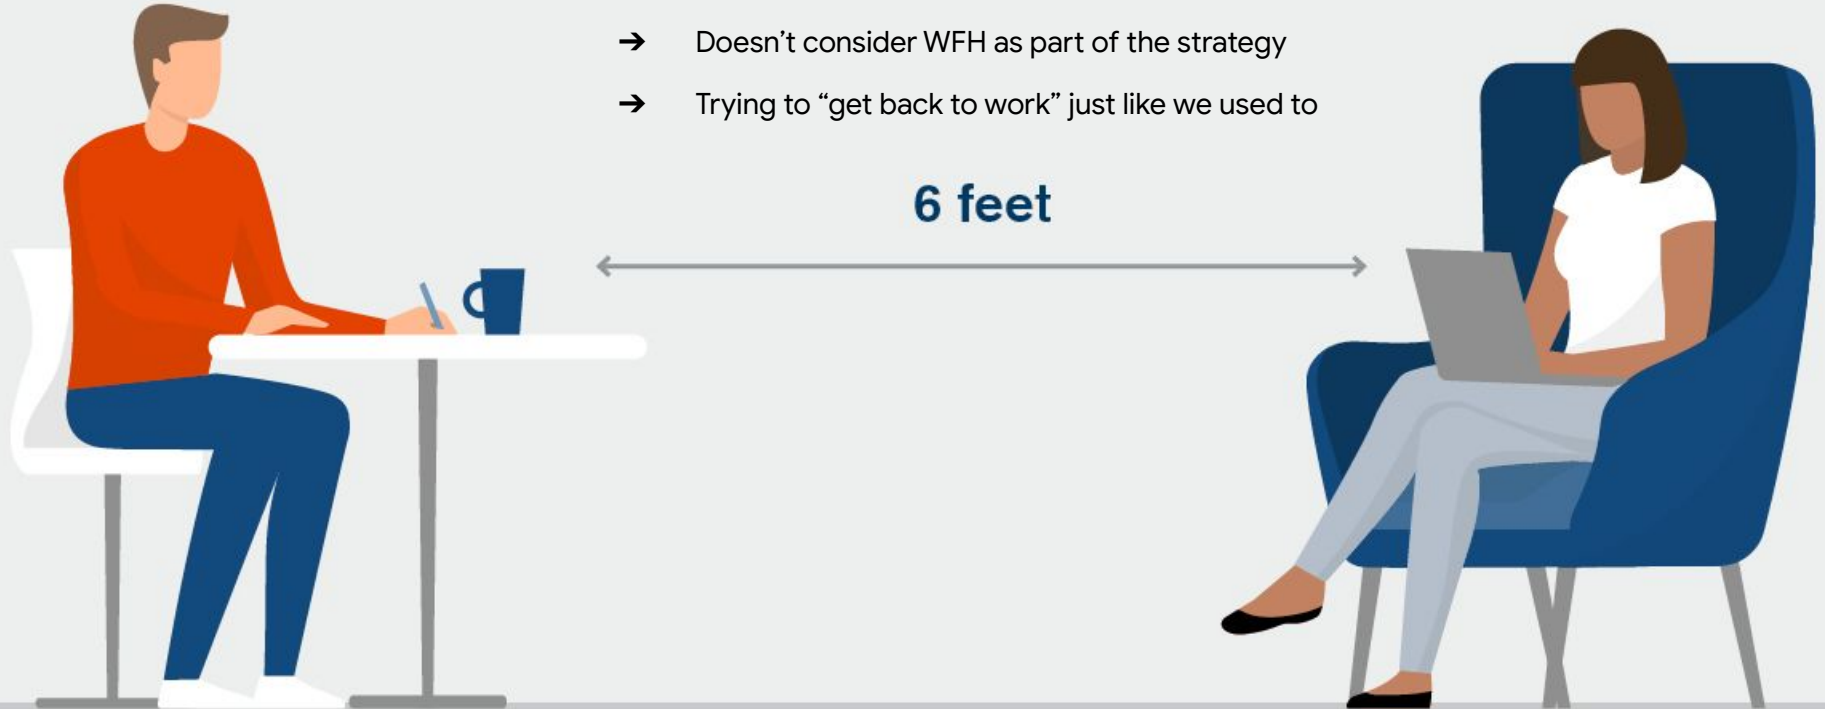 ➔ Doesn’t consider WFH as part of the strategy
➔ Trying to “get back to work” just like we used to
6 feet